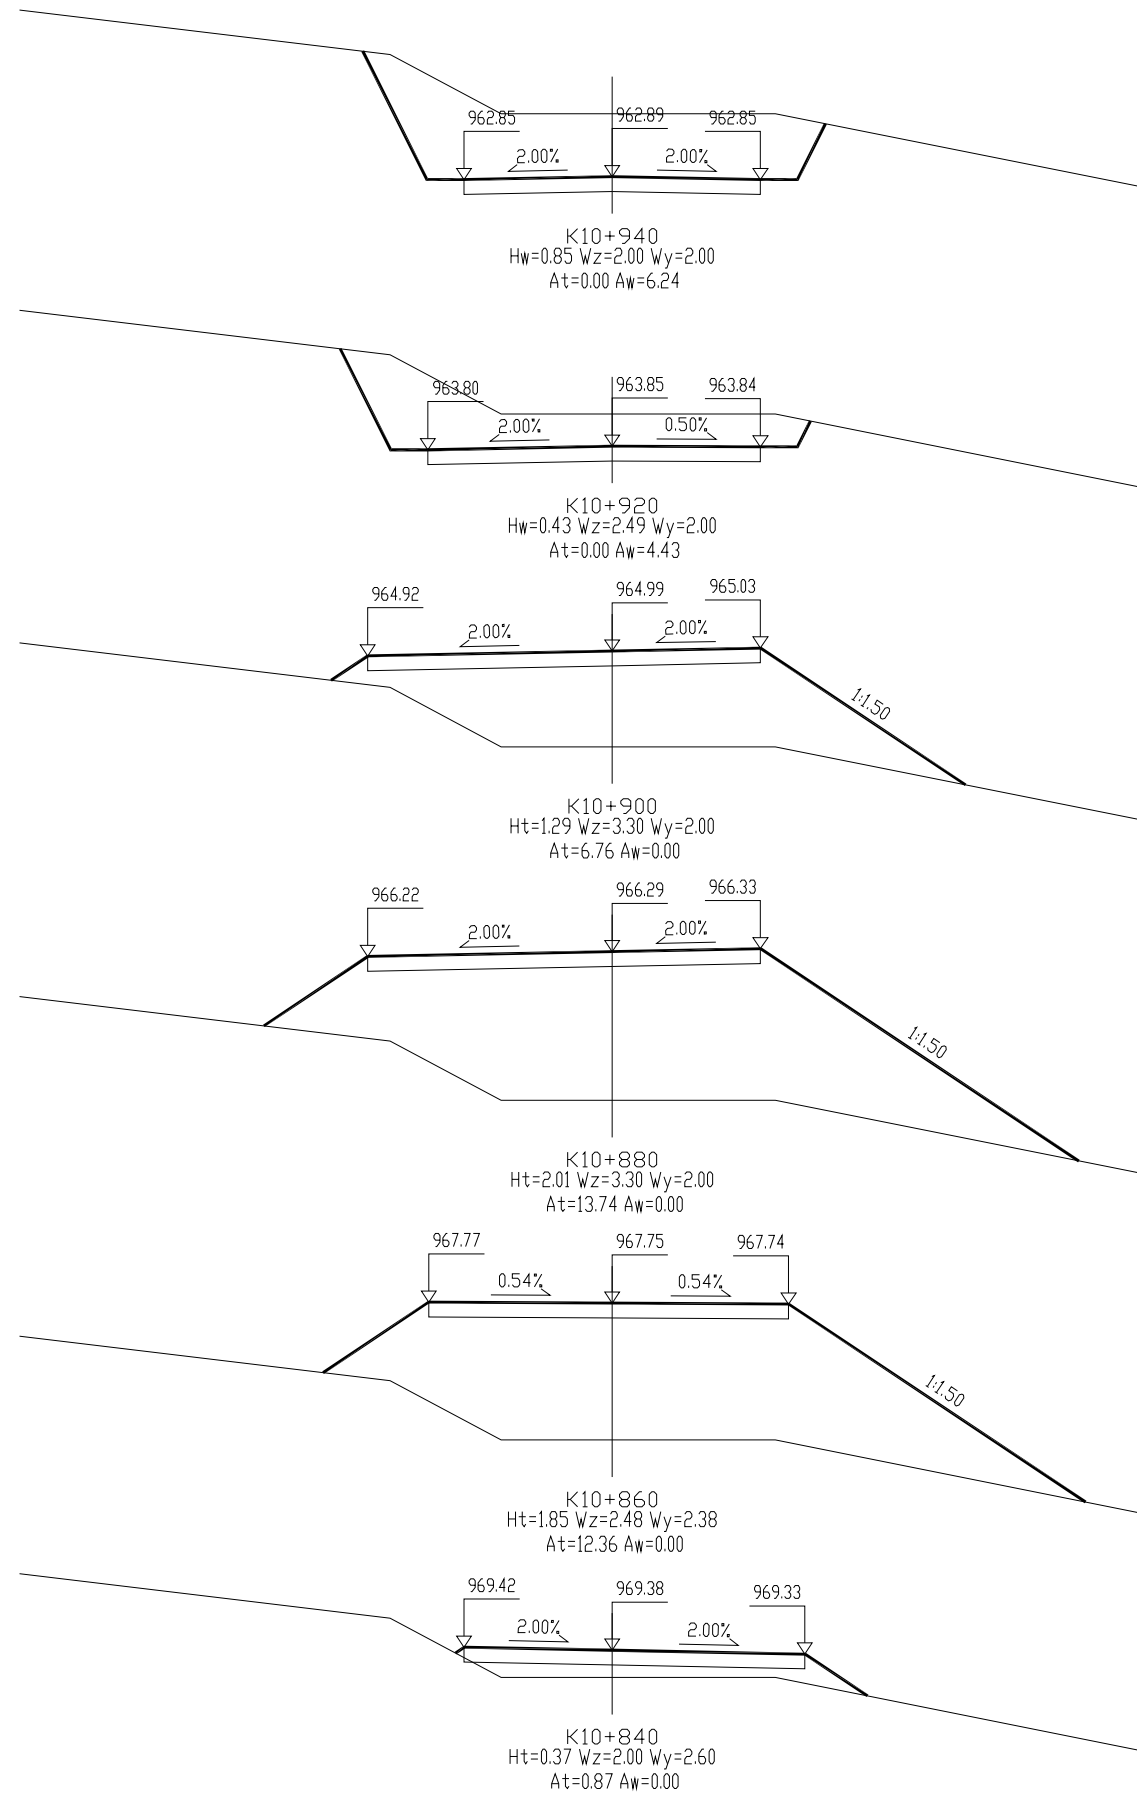 962.85 962.89 962.85
2.00% 2.00%
K10+940
Hw=0.85 Wz=2.00 Wy=2.00
At=0.00 Aw=6.24
963.80 963.85 963.84
2.00% 0.50%
K10+920
Hw=0.43 Wz=2.49 Wy=2.00
At=0.00 Aw=4.43
964.92 964.99 965.03
2.00% 2.00%
1:1.50
K10+900
Ht=1.29 Wz=3.30 Wy=2.00
At=6.76 Aw=0.00
966.22 966.29 966.33
2.00% 2.00%
1:1.50
K10+880
Ht=2.01 Wz=3.30 Wy=2.00
At=13.74 Aw=0.00
967.77 967.75 967.74
0.54% 0.54%
1:1.50
K10+860
Ht=1.85 Wz=2.48 Wy=2.38
At=12.36 Aw=0.00
969.42 969.38 969.33
2.00% 2.00%
K10+840
Ht=0.37 Wz=2.00 Wy=2.60
At=0.87 Aw=0.00